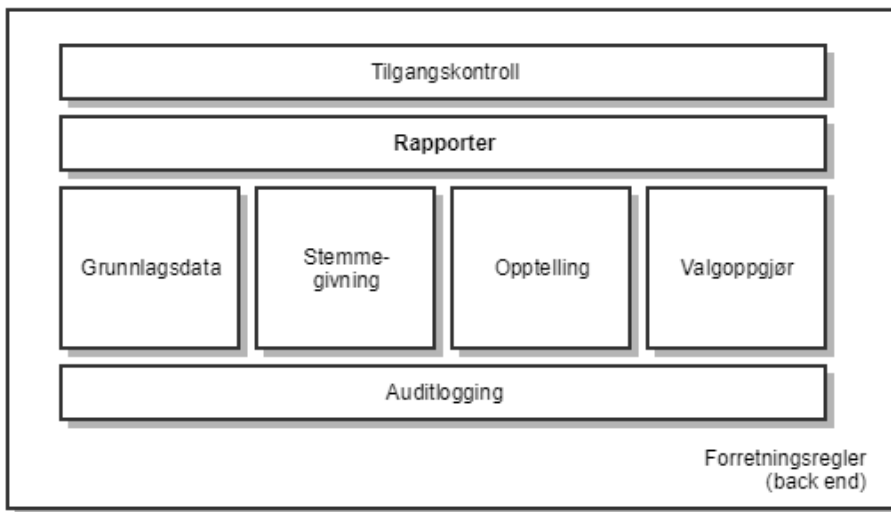 Tilgangskontroll
Rapporter
Grunnlagsdata
Stemme-
givning
Opptelling
Valgoppgjør
Auditlogging
Forretningsregler
(back end)